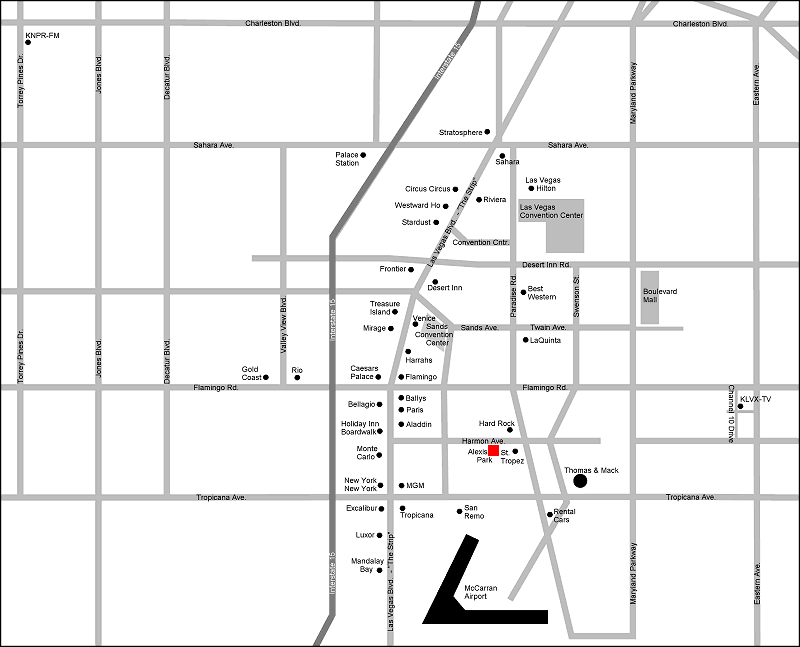 Charleston Blvd.
Charleston Blvd.
KNPR-FM
Torrey Pines Dr.
Jones Blvd.
Decatur Blvd.
Interstate 15
Maryland Parkway
Eastern Ave.
Stratosphere
Sahara Ave.
Sahara Ave.
Palace
Station
Sahara
Las Vegas
Hilton
Circus Circus
Riviera
Westward Ho
Las Vegas
Convention Center
Stardust
Las Vegas Blvd. - "The Strip"
Convention Cntr.
Desert Inn Rd.
Frontier
Desert Inn
Paradise Rd.
Swenson St.
Best
Western
Boulevard
Mall
Treasure
Island
Valley View Blvd.
Interstate 15
Venice
Mirage
Sands
Convention
Center
Sands Ave.
Twain Ave.
LaQuinta
Torrey Pines Dr.
Jones Blvd.
Decatur Blvd.
Harrahs
Gold
Coast
Rio
Caesars
Palace
Flamingo
Flamingo Rd.
Flamingo Rd.
Ballys
Bellagio
Paris
Channel 10 Drive
KLVX-TV
Holiday Inn
Boardwalk
Aladdin
Hard Rock
Harmon Ave.
Monte
Carlo
Alexis
Park
St.
Tropez
Thomas & Mack
New York
New York
MGM
Tropicana Ave.
Tropicana Ave.
Excalibur
Tropicana
San
Remo
Rental
Cars
Luxor
Mandalay
Bay
Interstate 15
Las Vegas Blvd. - "The Strip"
McCarran
Airport
Maryland Parkway
Eastern Ave.